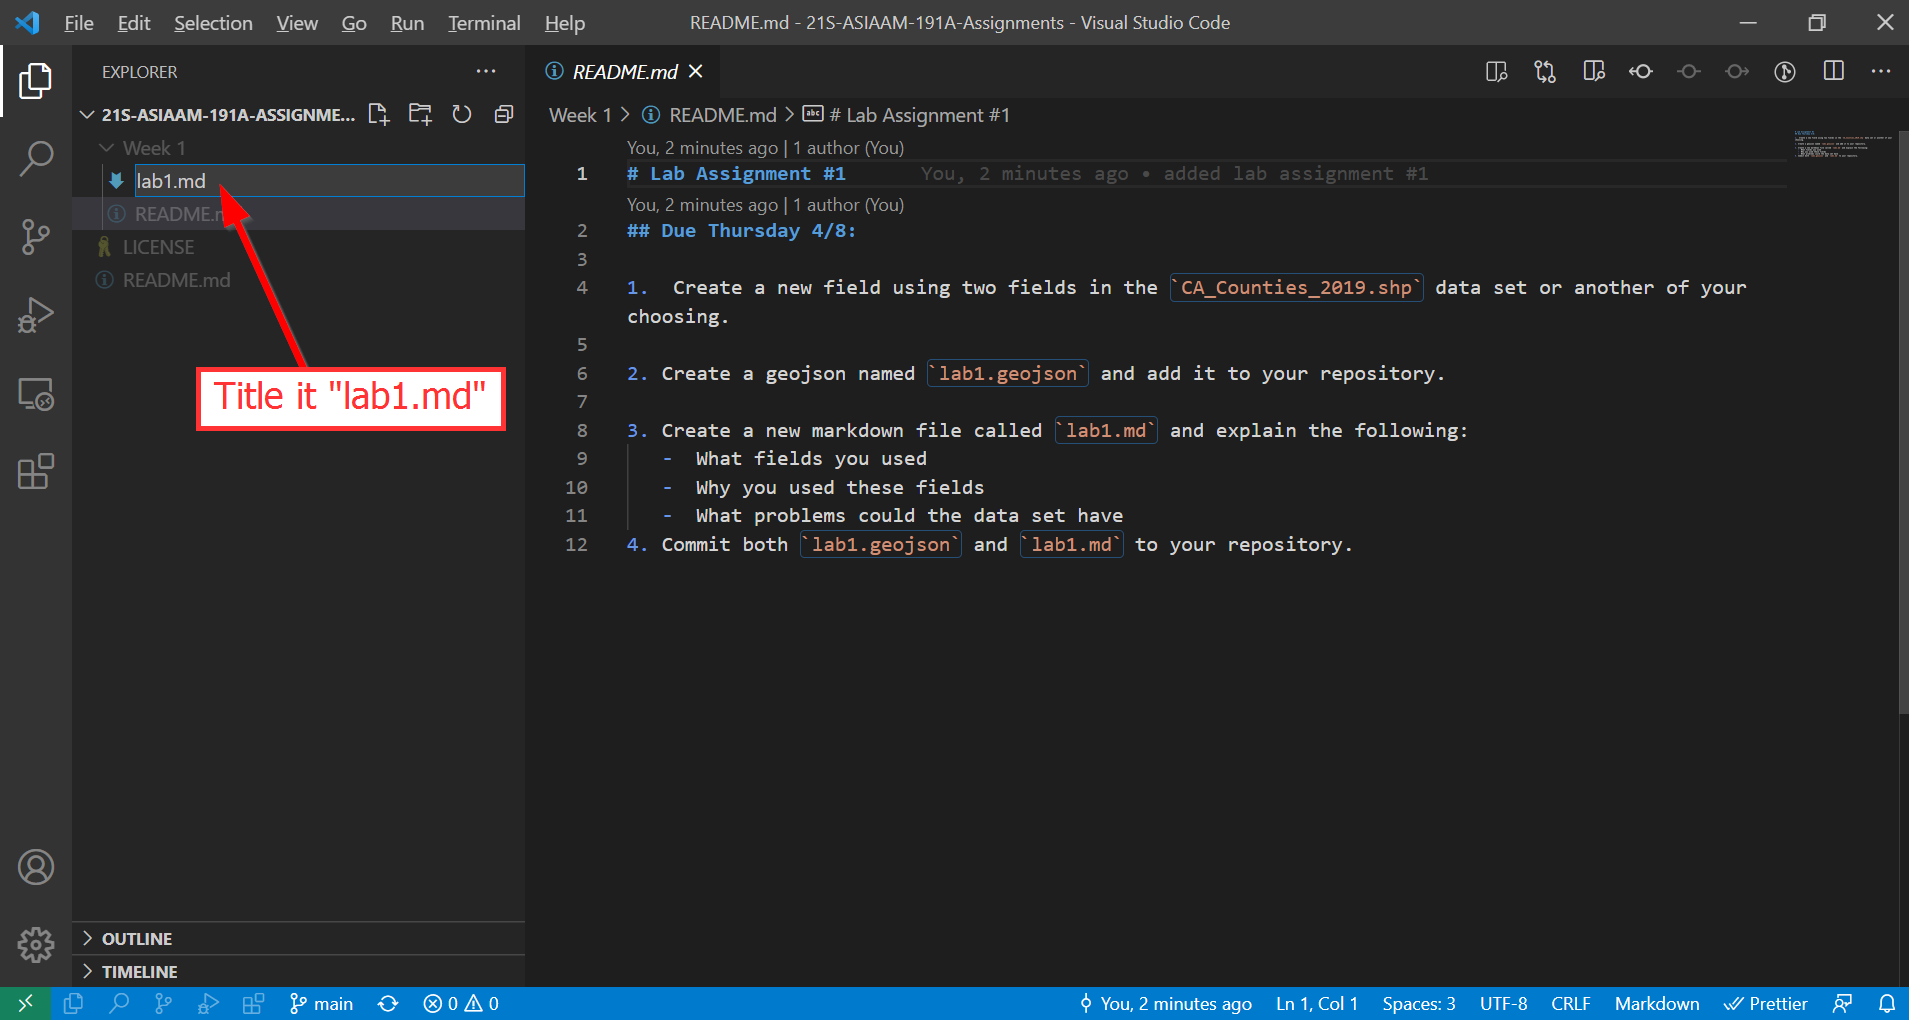 File Edit Selection View Go Run Terminal Help README.md - 21S-ASIAAM-191A-Assignments - Visual Studio Code
EXPLORER
21S-ASIAAM-191A-ASSIGNME...
Week 1
lab1.md
README.m
LICENSE
README.md
Title it "lab1.md"
OUTLINE
TIMELINE
README.md
Week 1 > README.md > abc # Lab Assignment #1
You, 2 minutes ago | 1 author (You)
1 # Lab Assignment #1 You, 2 minutes ago • added lab assignment #1
You, 2 minutes ago | 1 author (You)
2 ## Due Thursday 4/8:
3
4 1. Create a new field using two fields in the `CA_Counties_2019.shp` data set or another of your
choosing.
5
6 2. Create a geojson named `lab1.geojson` and add it to your repository.
7
8 3. Create a new markdown file called `lab1.md` and explain the following:
9 - What fields you used
10 - Why you used these fields
11 - What problems could the data set have
12 4. Commit both `lab1.geojson` and `lab1.md` to your repository.
main 0 0 You, 2 minutes ago Ln 1, Col 1 Spaces: 3 UTF-8 CRLF Markdown Prettier